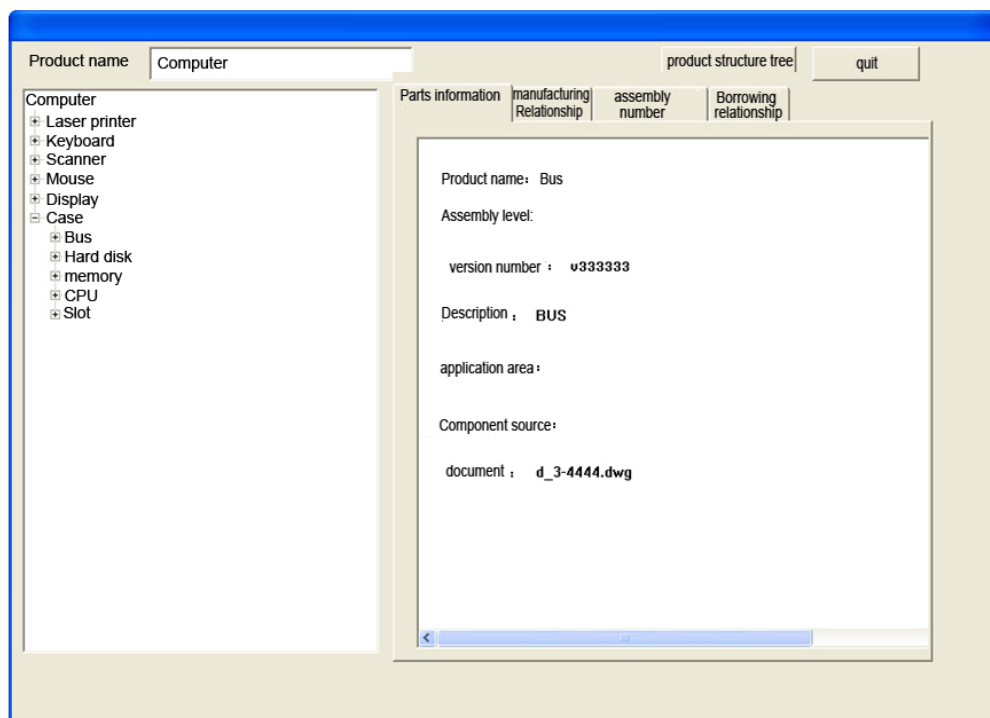 Product name Computer product structure tree quit
Computer
Laser printer
Keyboard
Scanner
Mouse
Display
Case
Bus
Hard disk
memory
CPU
Slot
Parts information
manufacturing
Relationship
assembly
number
Borrowing
relationship
Product name: Bus
Assembly level:
version number : v333333
Description , BUS
application area:
Component source:
document : d_3-4444.dwg